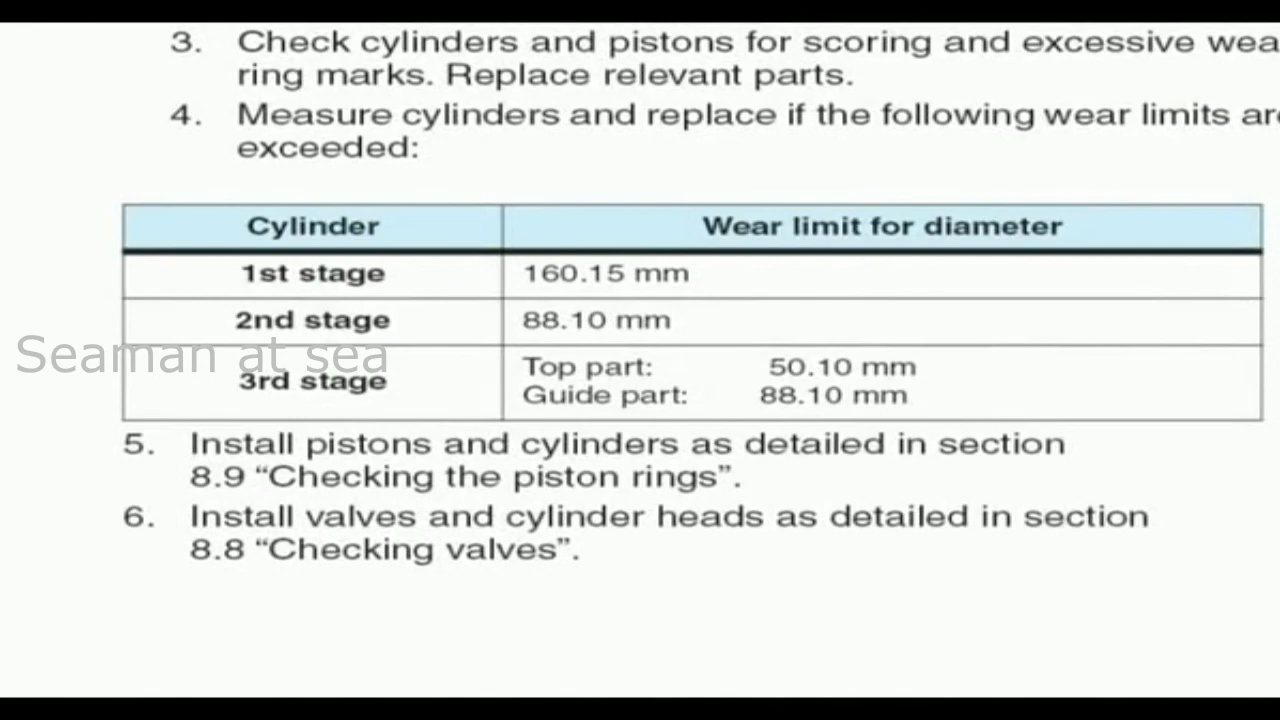 3. Check cylinders and pistons for scoring and excessive wea
ring marks. Replace relevant parts.
4. Measure cylinders and replace if the following wear limits are
exceeded:
Cylinder Wear limit for diameter
1st stage 160.15 mm
2nd stage 88.10 mm
Seaman at sea
3rd stage Top part: 50.10 mm
Guide part: 88.10 mm
5. Install pistons and cylinders as detailed in section
8.9 “Checking the piston rings”.
6. Install valves and cylinder heads as detailed in section
8.8 “Checking valves”.